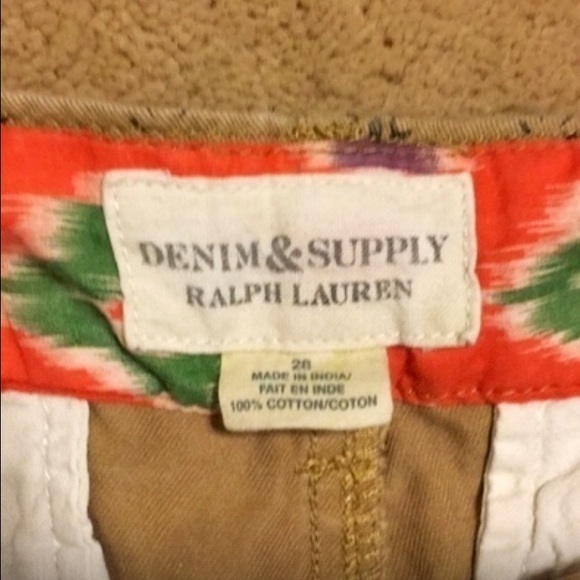 DENIM&SUPPLY
RALPH LAUREN
28
MADE IN INDIA/
FAIT EN INDE
100% COTTON/COTON